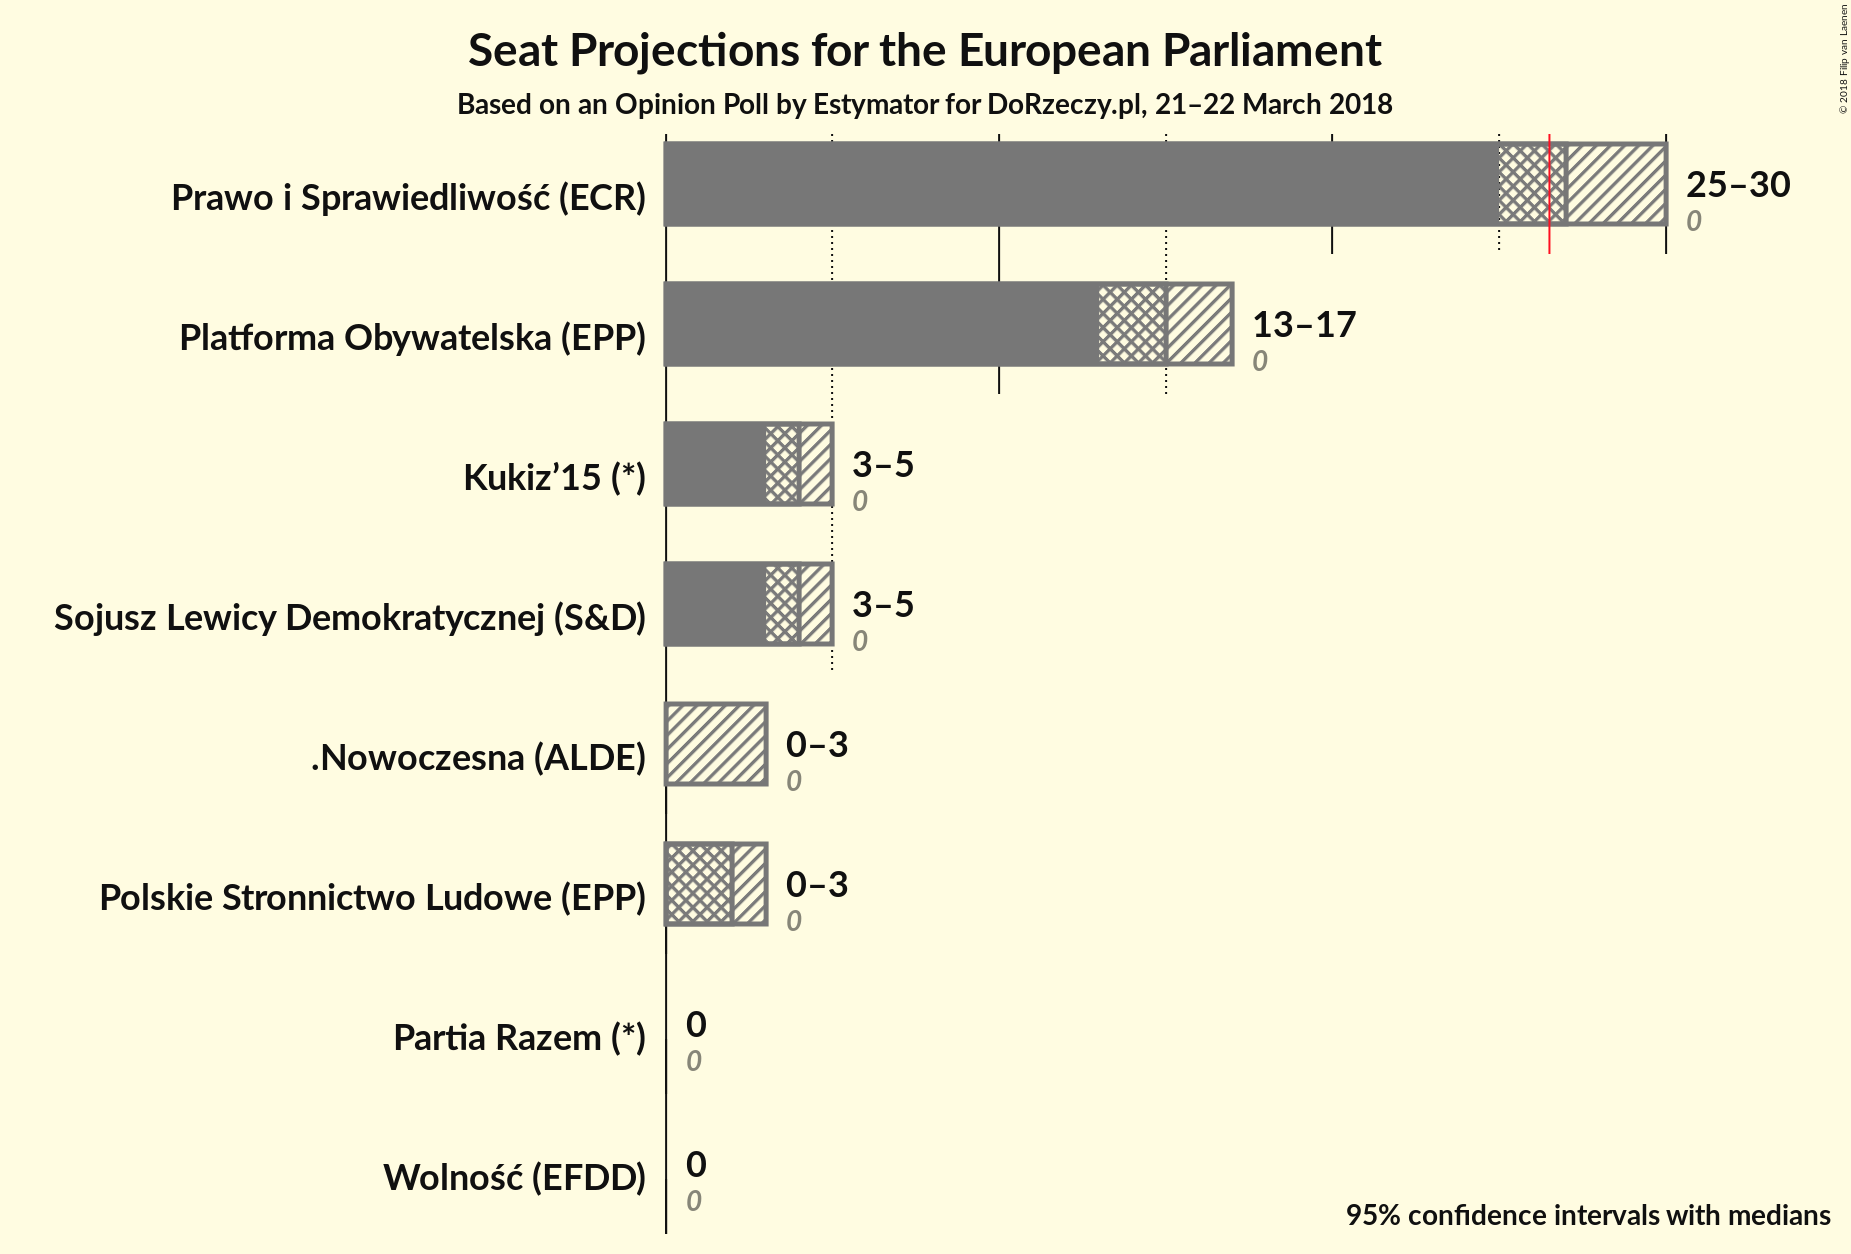 Seat Projections for the European Parliament
Based on an Opinion Poll by Estymator for DoRzeczy.pl, 21–22 March 2018
© 2018 Filip van Laenen
Prawo i Sprawiedliwość (ECR)
25–30
0
Platforma Obywatelska (EPP)
13–17
0
Kukiz’15 (*)
3–5
0
Sojusz Lewicy Demokratycznej (S&D)
3–5
0
.Nowoczesna (ALDE)
0–3
0
Polskie Stronnictwo Ludowe (EPP)
0–3
0
Partia Razem (*)
0
0
Wolność (EFDD)
0
0
95% confidence intervals with medians